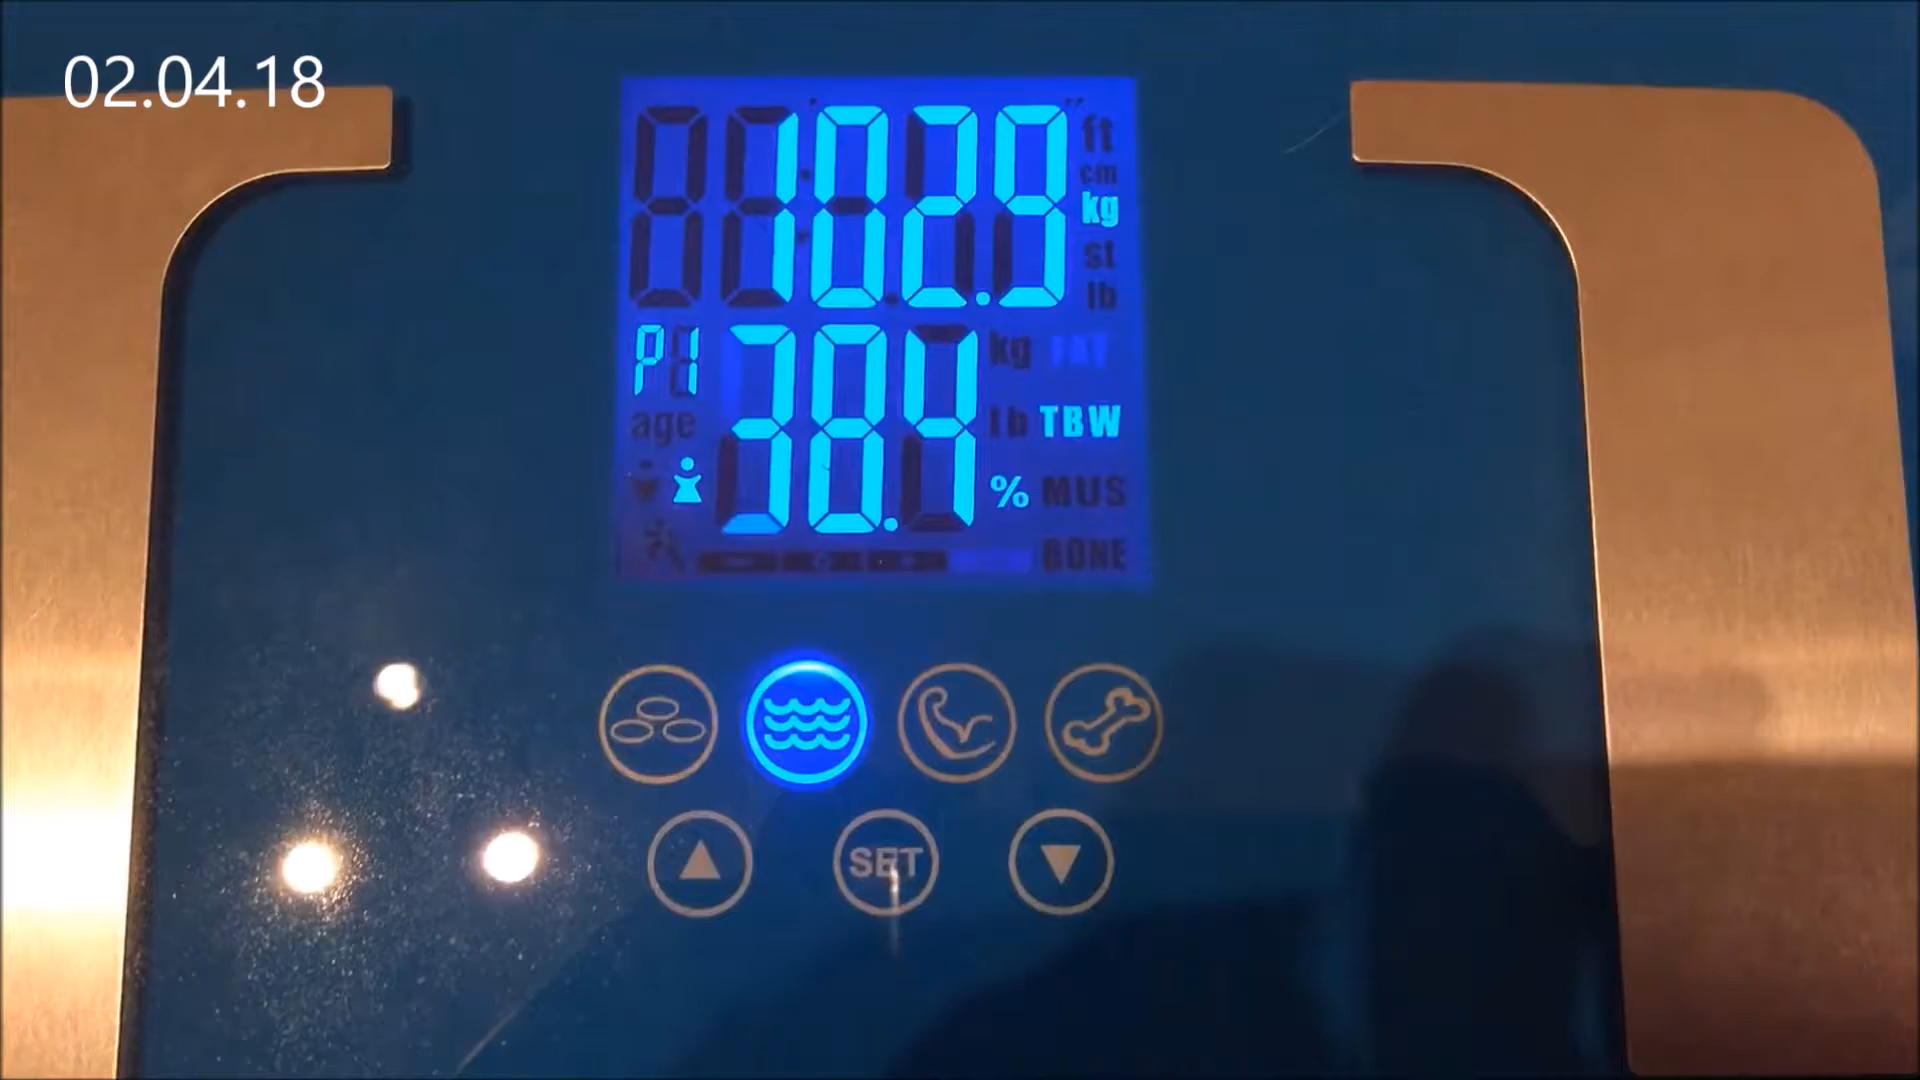 02.04.18
102.9
ft
cm
kg
st
lb
P1
38.4
kg
FAT
age
lb
TBW
%
MUS
BONE
SET